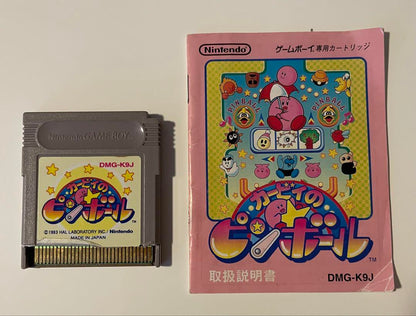 Nintendo GAME BOY
DMG-K9J
カービィの
ピンボール
© 1993 HAL LABORATORY INC./Nintendo
MADE IN JAPAN
Nintendo
ゲームボーイ専用カートリッジ
PINBALL
PINBALL
カービィの
ピンボール
TM
取扱説明書
DMG-K9J